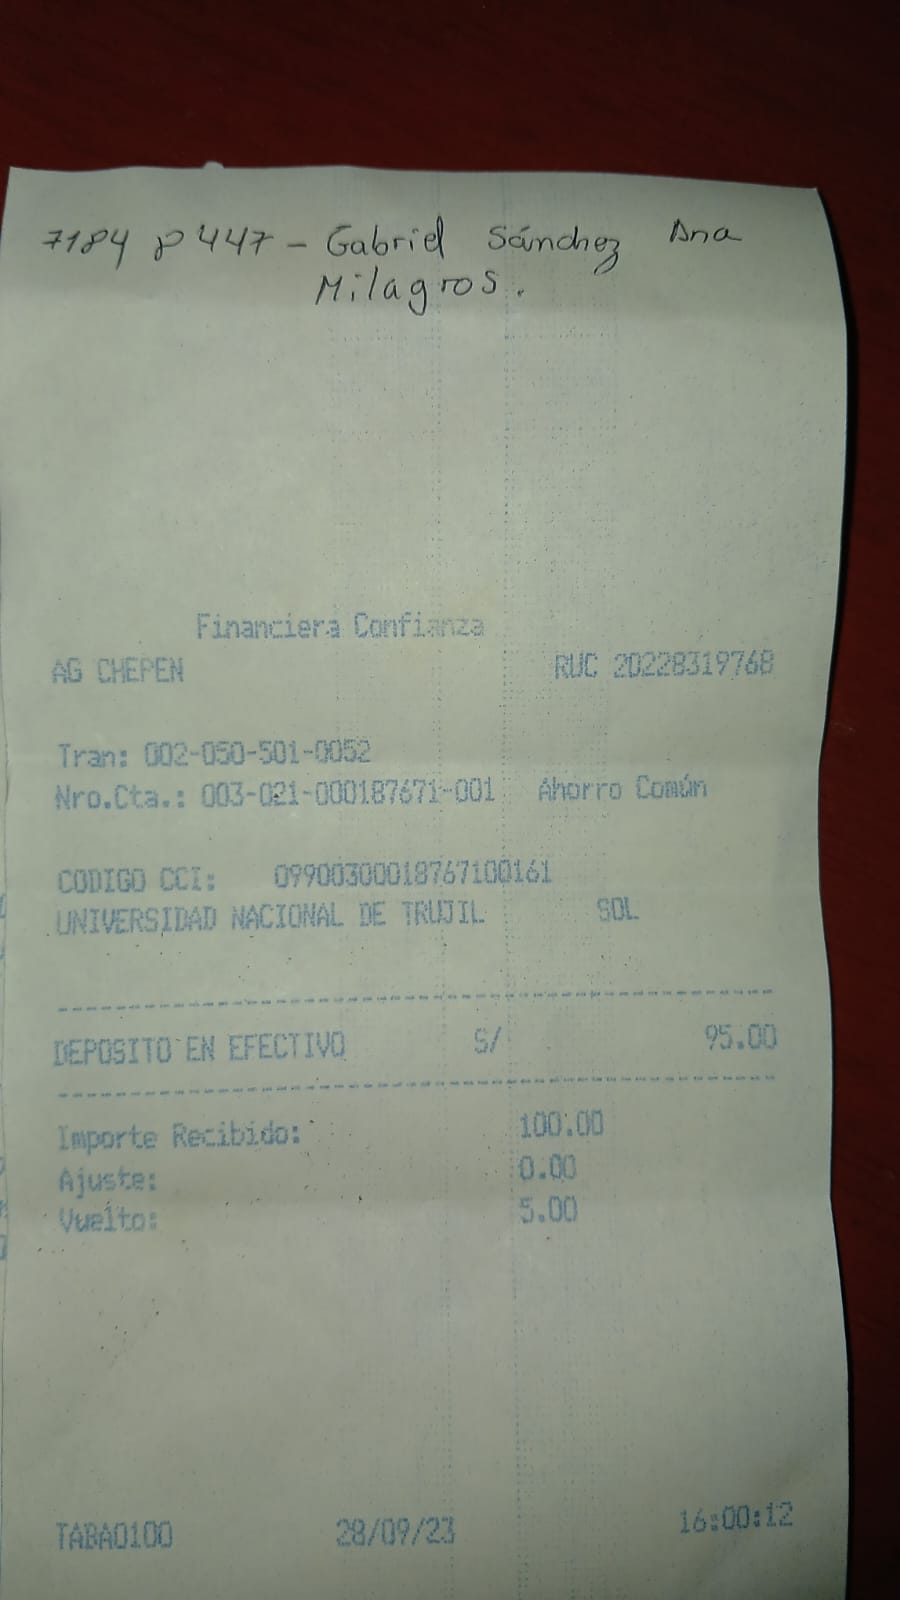 71848447 - Gabriel Sánchez Ana
Milagros.
Financiera Confianza
AG CHEPEN RUC 20228319768
Tran: 002-050-501-0052
Nro.Cta.: 003-021-000187671-001 Ahorro Común
CODIGO CCI: 09900300018767100161
UNIVERSIDAD NACIONAL DE TRUJIL SOL
DEPOSITO EN EFECTIVO S/ 95.00
Importe Recibido: 100.00
Ajuste: 0.00
Vuelto: 5.00
TABA0100 28/09/23 16:00:12